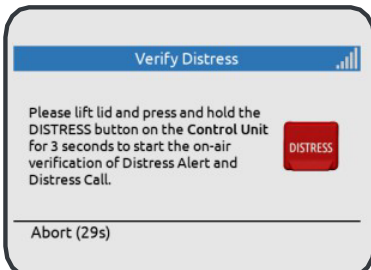 Verify Distress
Please lift lid and press and hold the
DISTRESS button on the Control Unit
for 3 seconds to start the on-air
verification of Distress Alert and
Distress Call.
DISTRESS
Abort (29s)